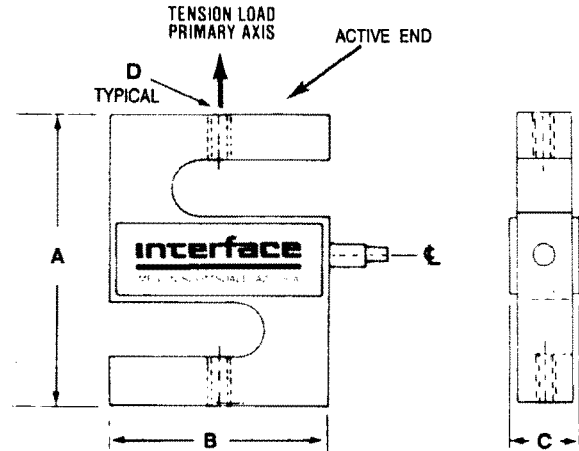 TENSION LOAD
PRIMARY AXIS
ACTIVE END
D
TYPICAL
A
interface
℄
B
C